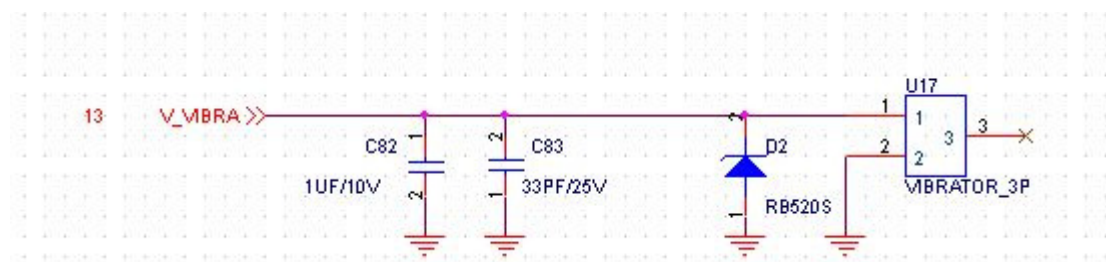 U17
13 V_VIBRA
1 1
2 2
3 3
VIBRATOR_3P
C82
1
2
1UF/10V
C83
2
1
33PF/25V
2
D2
1
RB520S